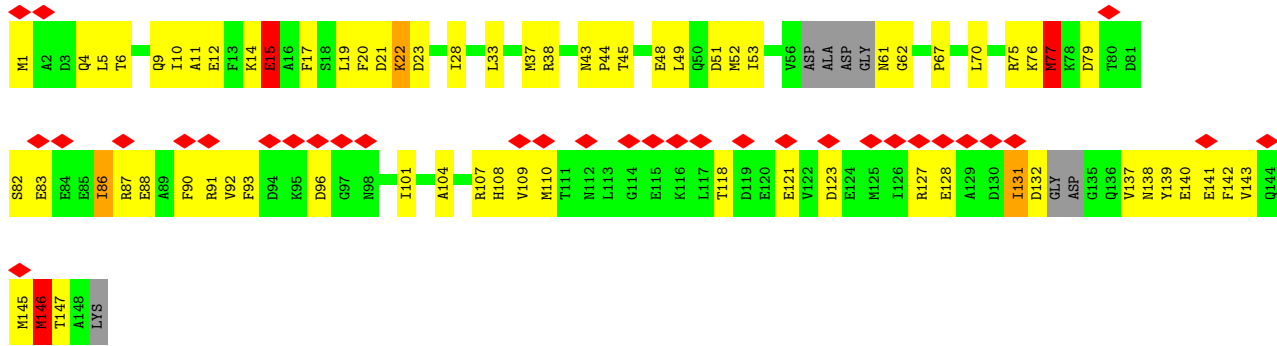 M1 A2 D3 Q4 L5 T6 Q9 I10 A11 E12 F13 K14 E15 A16 F17 S18 L19 F20 D21 K22 D23 I28 L33 M37 R38 N43 P44 T45 E48 L49 Q50 D51 M52 I53 V56 ASP ALA ASP GLY N61 G62 P67 L70 R75 K76 M77 K78 D79 T80 D81
S82 E83 E84 E85 I86 R87 E88 A89 F90 R91 V92 F93 D94 K95 D96 G97 N98 I101 A104 R107 H108 V109 M110 T111 N112 L113 G114 E115 K116 L117 T118 D119 E120 E121 V122 D123 E124 M125 I126 R127 E128 A129 D130 I131 D132 GLY ASP G135 Q136 V137 N138 Y139 E140 E141 F142 V143 Q144
M145 M146 T147 A148 LYS